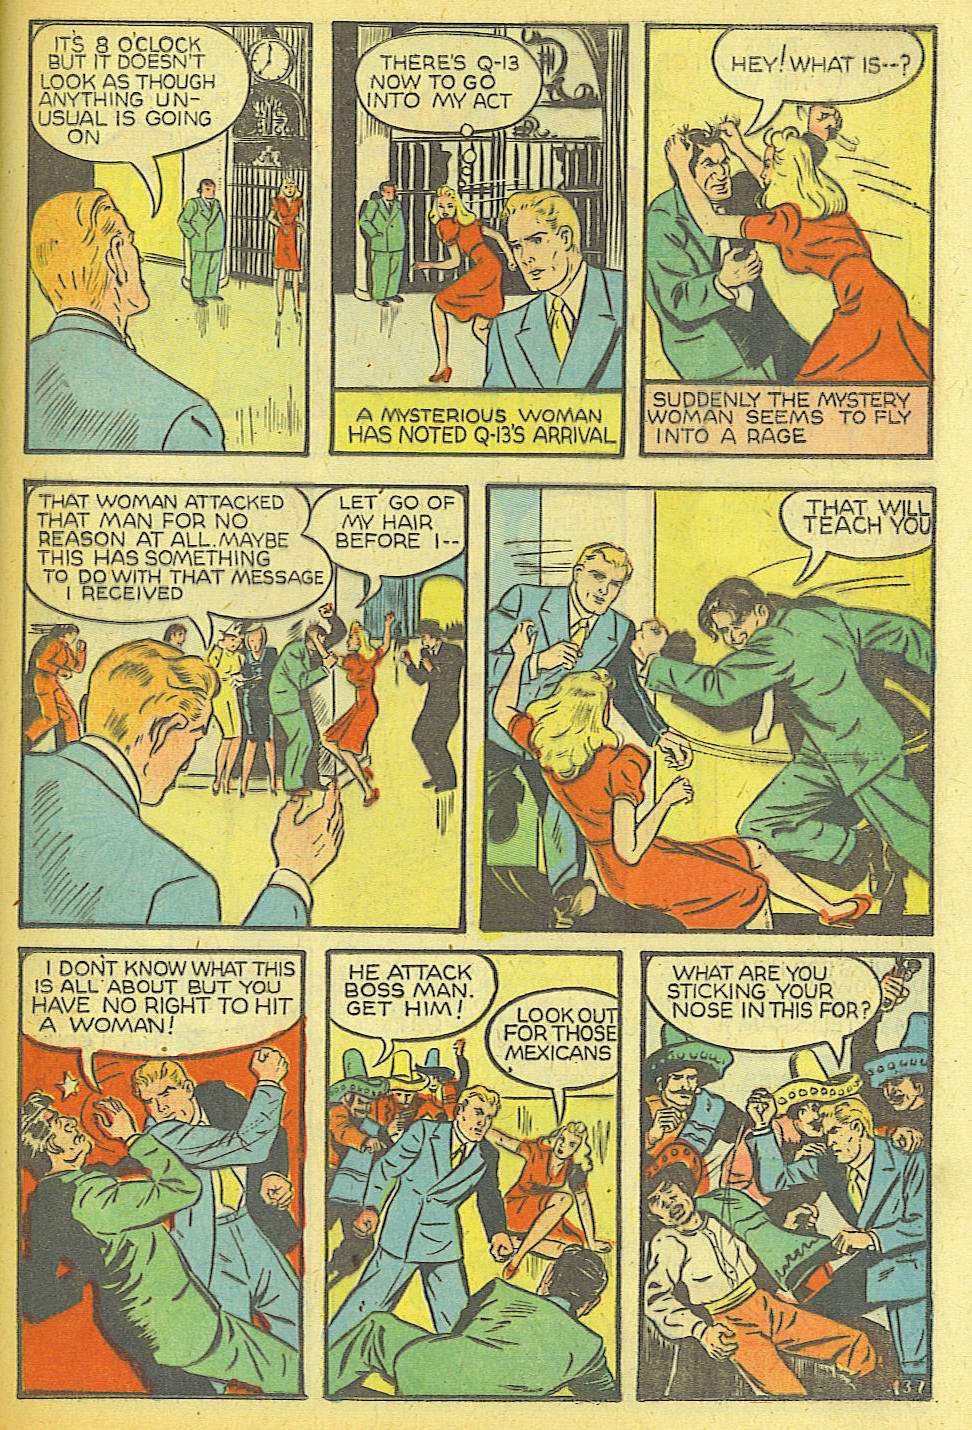 IT'S 8 O'CLOCK
BUT IT DOESN'T
LOOK AS THOUGH
ANYTHING UN-
USUAL IS GOING
ON
THERE'S Q-13
NOW TO GO
INTO MY ACT
A MYSTERIOUS WOMAN
HAS NOTED Q-13'S ARRIVAL
HEY! WHAT IS--?
SUDDENLY THE MYSTERY
WOMAN SEEMS TO FLY
INTO A RAGE
THAT WOMAN ATTACKED
THAT MAN FOR NO
REASON AT ALL. MAYBE
THIS HAS SOMETHING
TO DO WITH THAT MESSAGE
I RECEIVED
LET GO OF
MY HAIR
BEFORE I--
THAT WILL
TEACH YOU
I DON'T KNOW WHAT THIS
IS ALL ABOUT BUT YOU
HAVE NO RIGHT TO HIT
A WOMAN!
HE ATTACK
BOSS MAN.
GET HIM!
LOOK OUT
FOR THOSE
MEXICANS
WHAT ARE YOU
STICKING YOUR
NOSE IN THIS FOR?
137